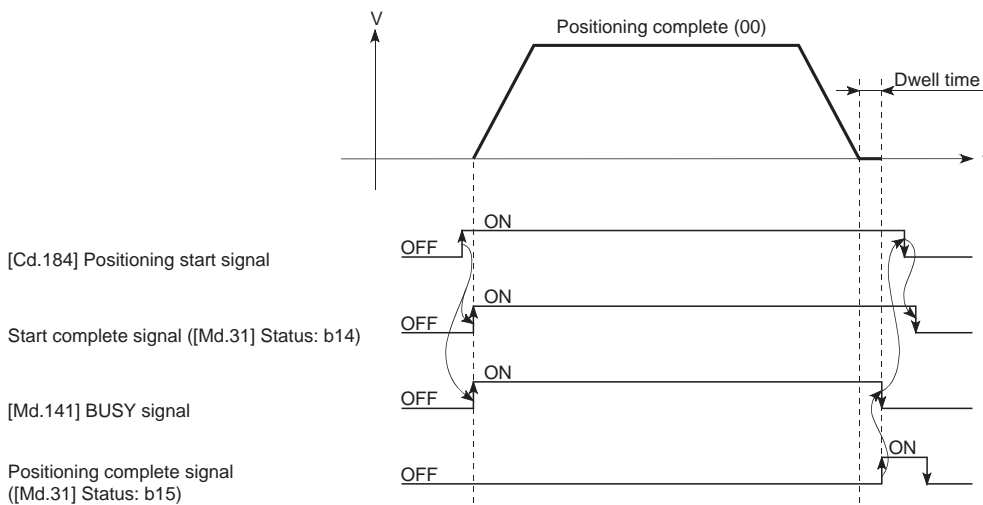 V
Positioning complete (00)
Dwell time
ON
OFF
[Cd.184] Positioning start signal
ON
OFF
Start complete signal ([Md.31] Status: b14)
ON
OFF
[Md.141] BUSY signal
ON
OFF
Positioning complete signal
([Md.31] Status: b15)